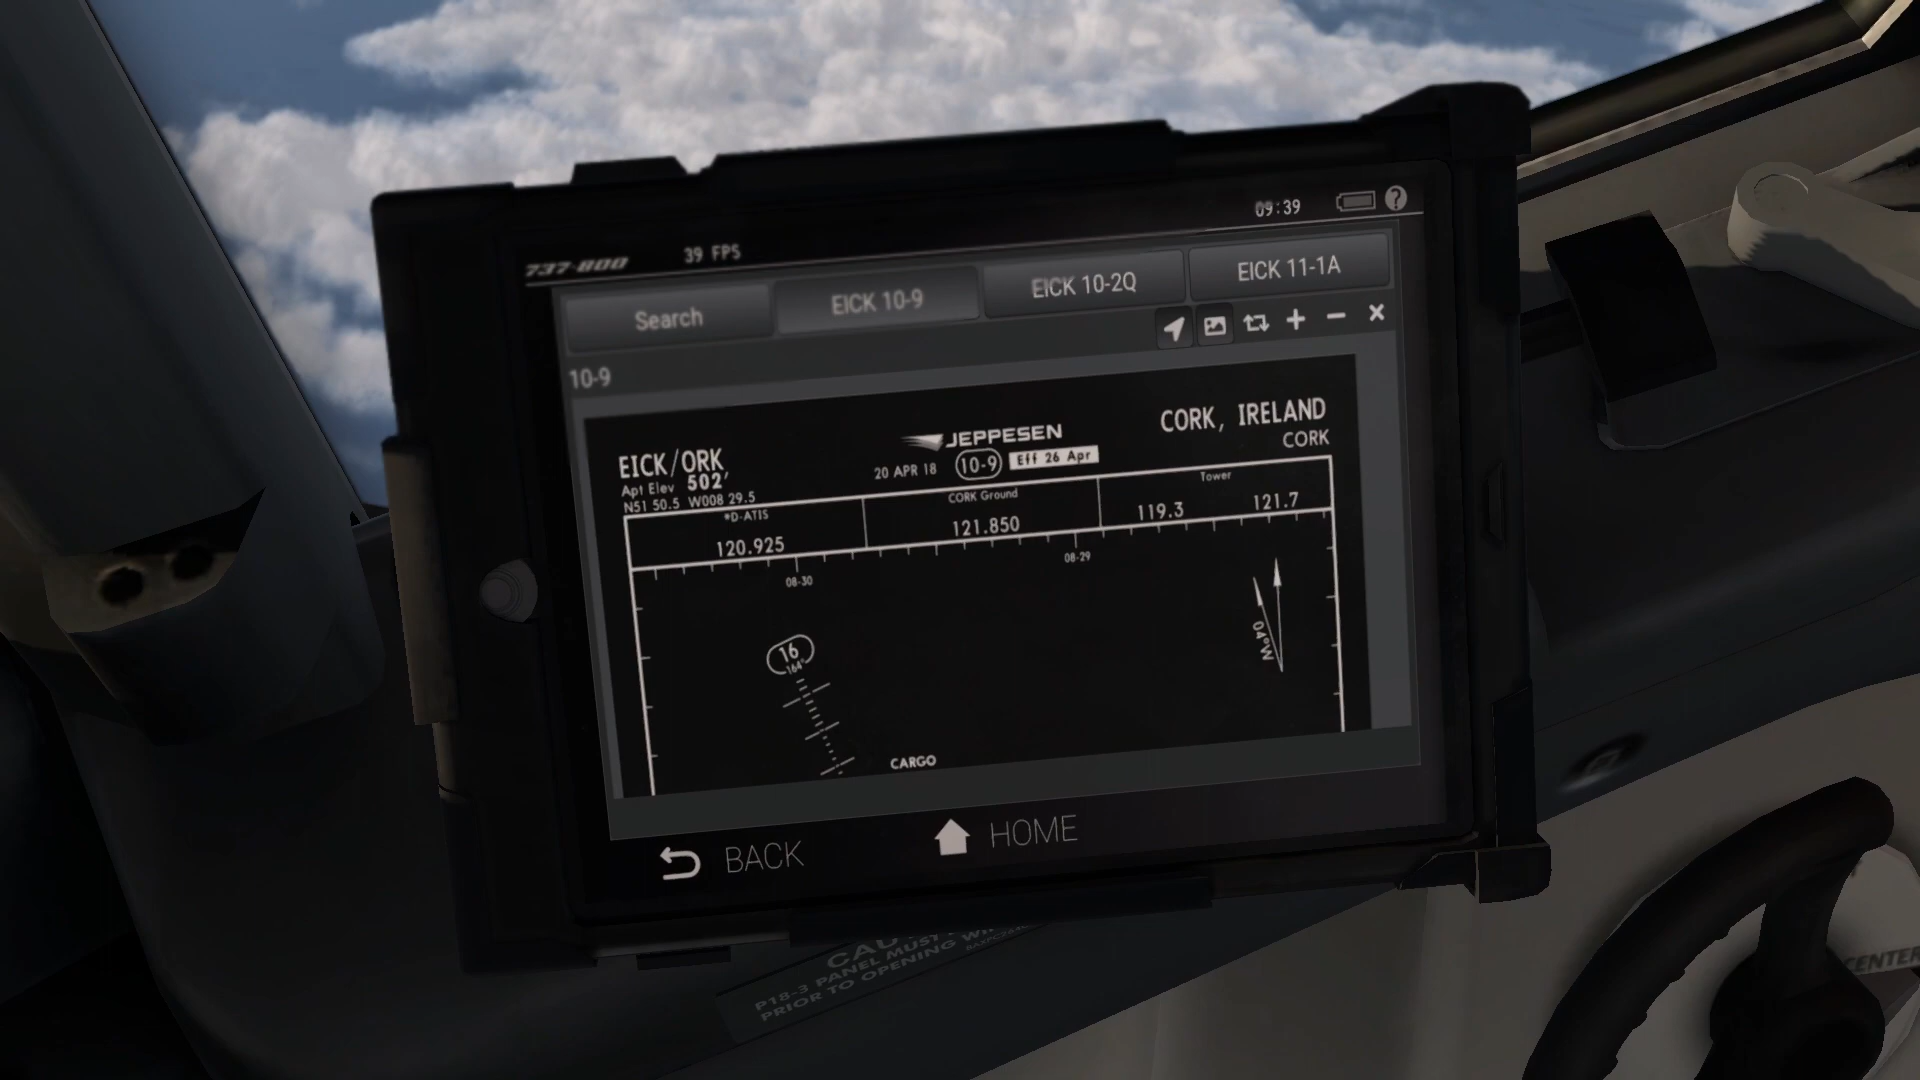 737-800
39 FPS
09:39
?
Search
EICK 10-9
EICK 10-2Q
EICK 11-1A
10-9
EICK/ORK
Apt Elev 502'
N51 50.5 W008 29.5
JEPPESEN
20 APR 18
10-9
Eff 26 Apr
CORK, IRELAND
CORK
*D-ATIS
120.925
CORK Ground
121.850
Tower
119.3
121.7
08-30
08-29
16
164°
04°W
CARGO
BACK
HOME
P18-3 PANEL MUST
PRIOR TO OPENING
CENTER